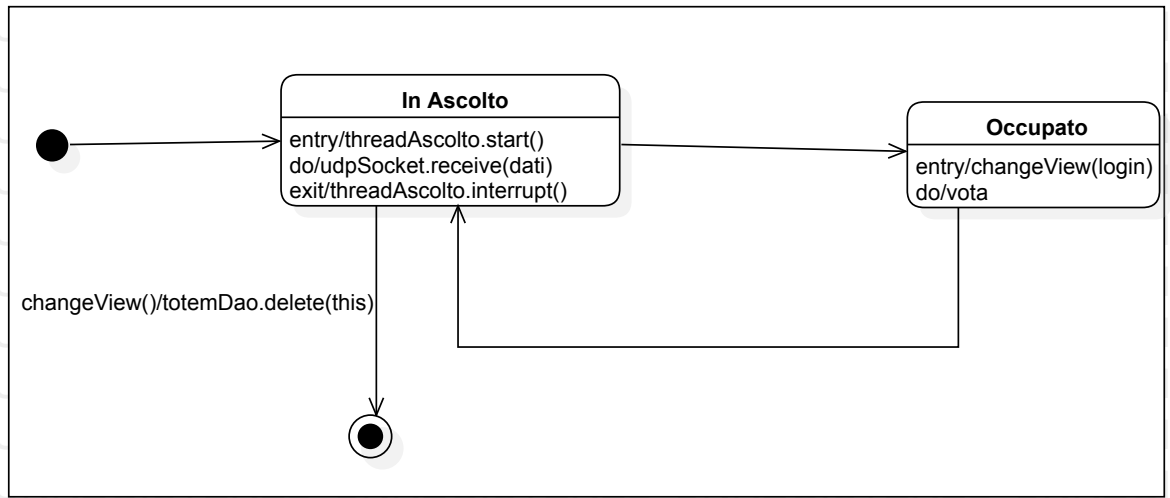 In Ascolto
entry/threadAscolto.start()
do/udpSocket.receive(dati)
exit/threadAscolto.interrupt()
Occupato
entry/changeView(login)
do/vota
changeView()/totemDao.delete(this)